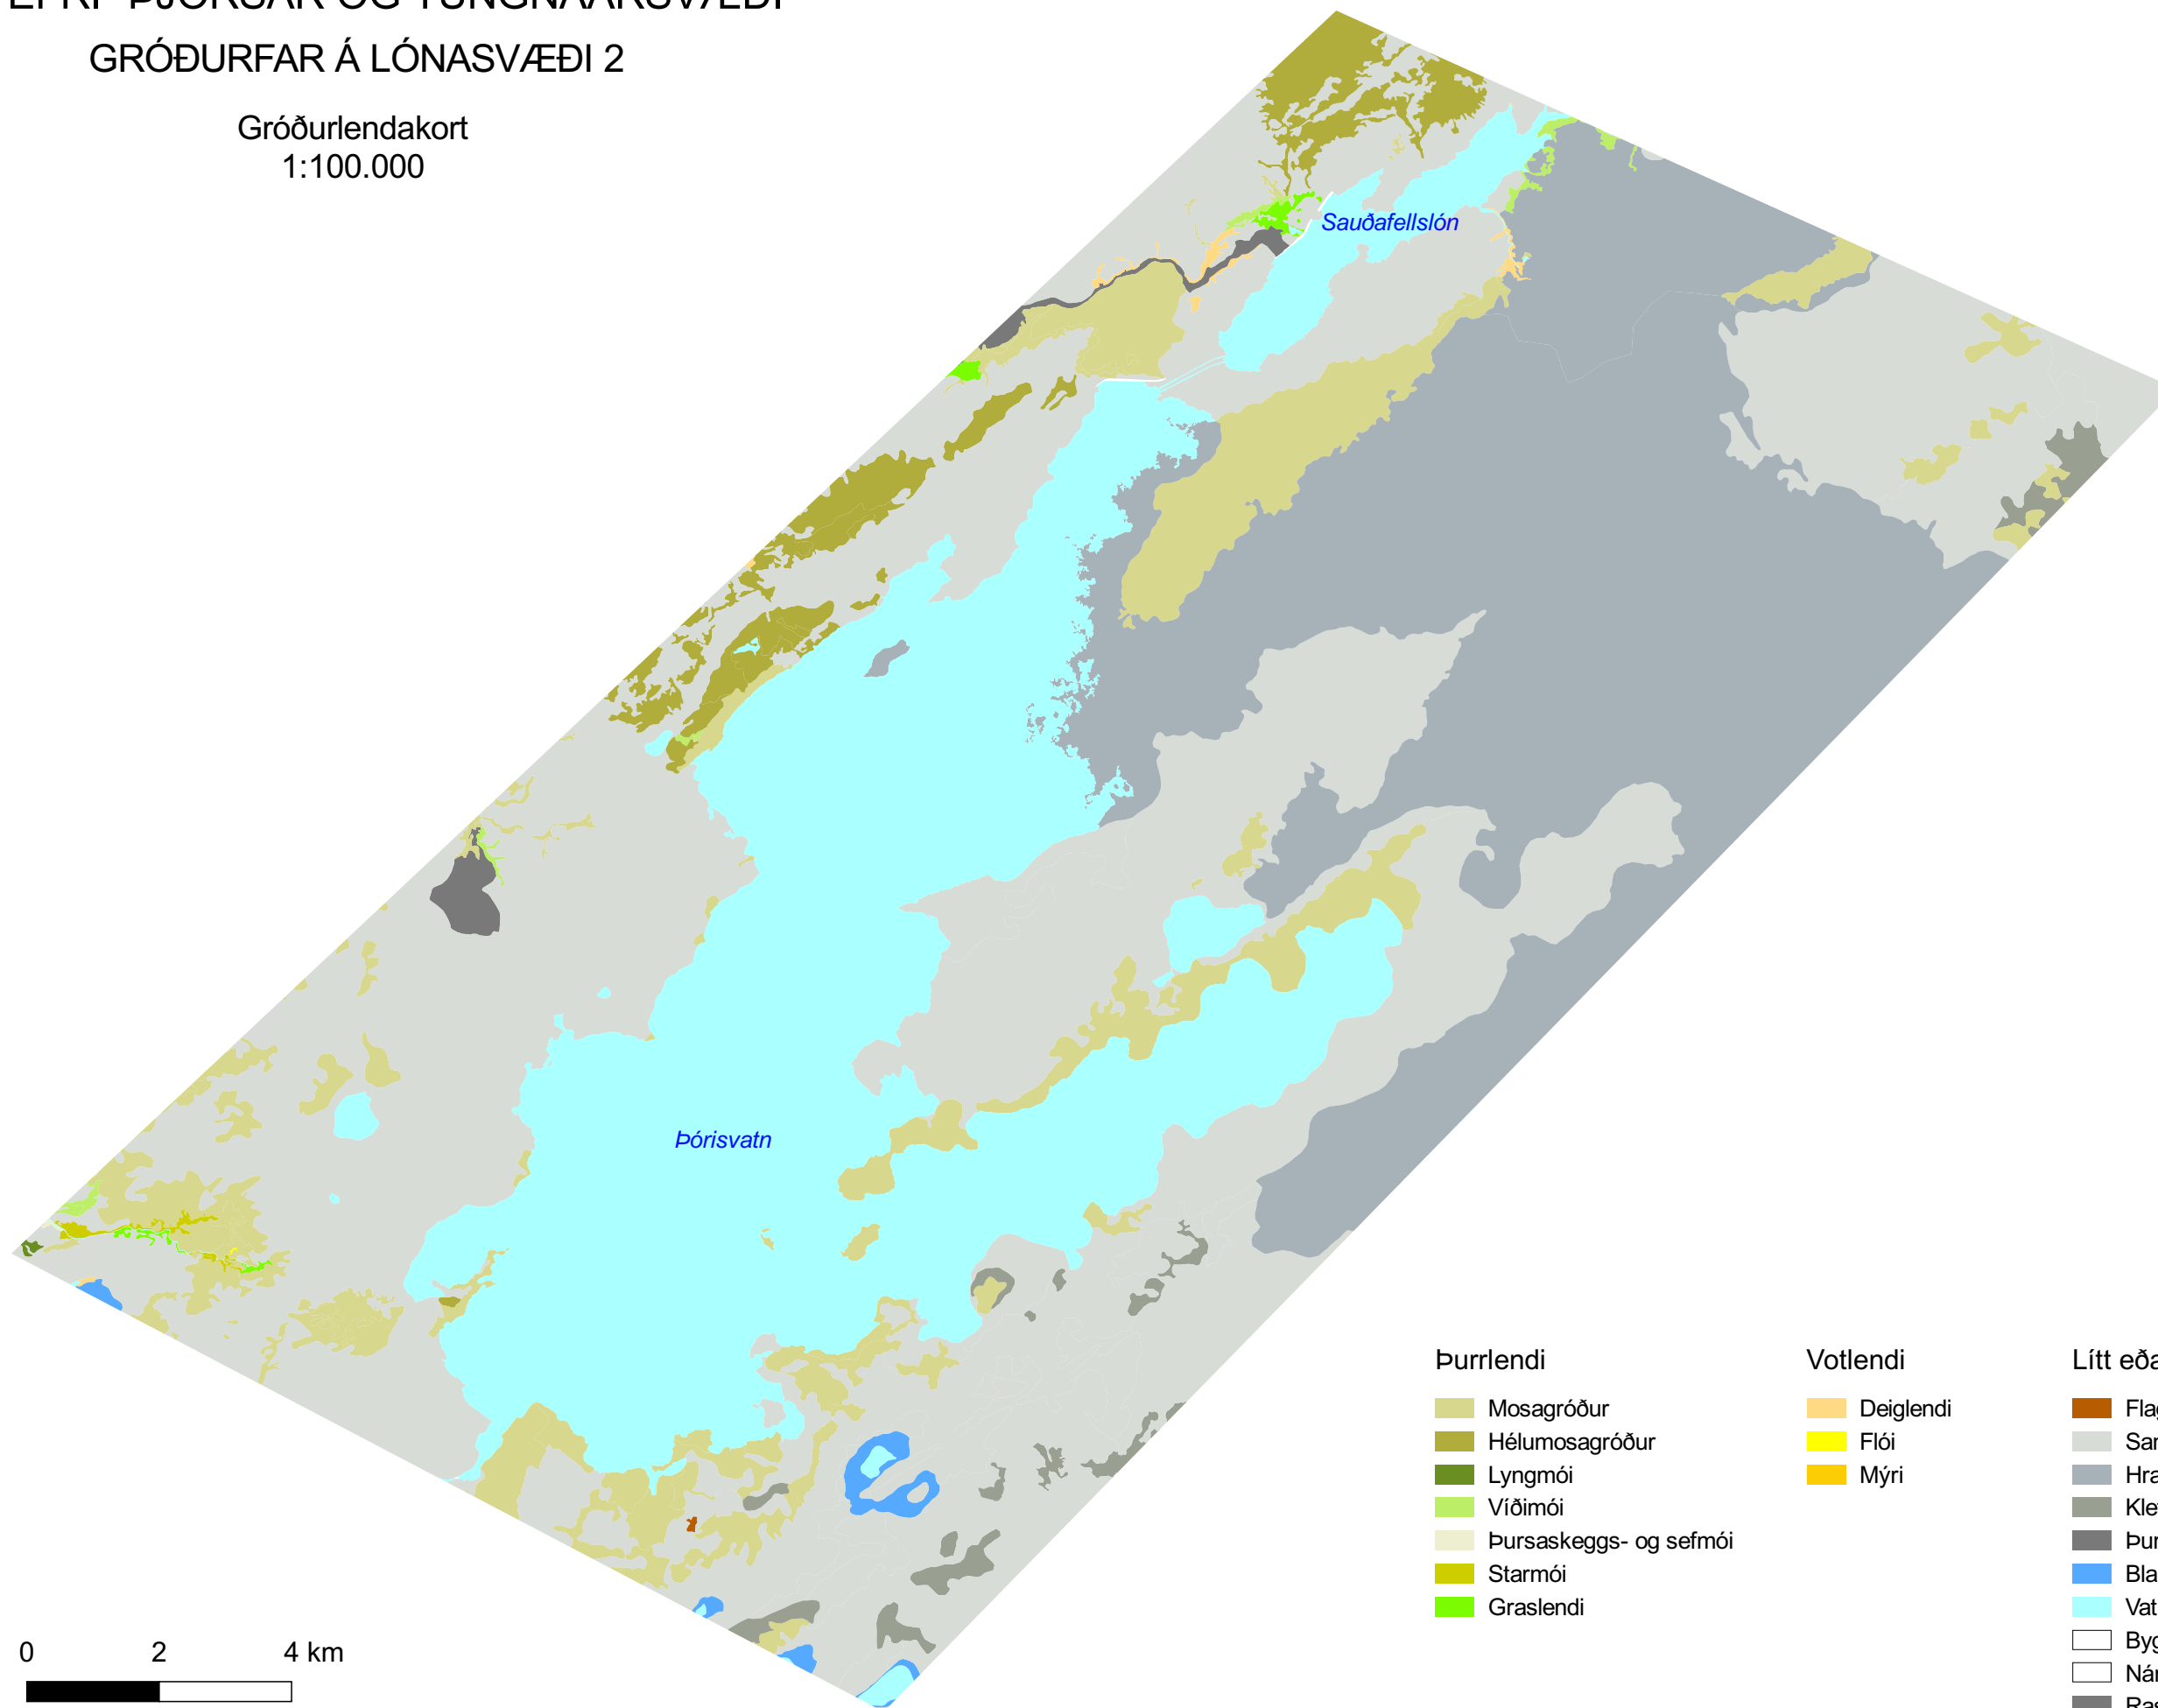 GRÓÐURFAR Á LÓNASVÆÐI 2
Gróðurlendakort
1:100.000
Sauðafellslón
Þórisvatn
Þurrlendi
Mosagróður
Hélumosagróður
Lyngmói
Víðimói
Þursaskeggs- og sefmói
Starmói
Graslendi
Votlendi
Deiglendi
Flói
Mýri
Lítt
0 2 4 km